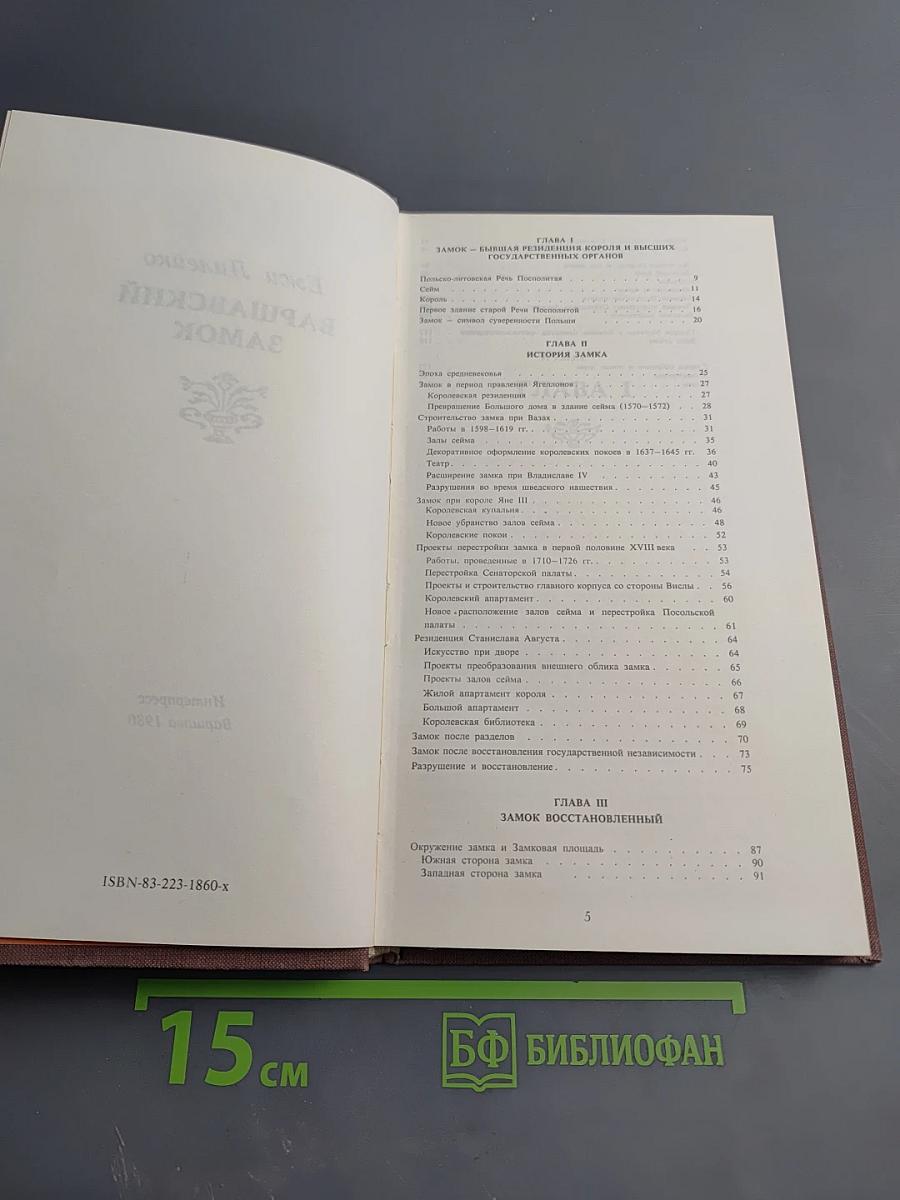 Ежи Лилейко
ВАРШАВСКИЙ
ЗАМОК
Интерпресс
Варшава 1980
ISBN-83-223-1860-x
ГЛАВА I
ЗАМОК – БЫВШАЯ РЕЗИДЕНЦИЯ КОРОЛЯ И ВЫСШИХ
ГОСУДАРСТВЕННЫХ ОРГАНОВ
Польско-литовская Речь Посполитая . . . . . . . . . . . 9
Сейм . . . . . . . . . . . . . . . . . . . . . . 11
Король . . . . . . . . . . . . . . . . . . . . . 14
Первое здание старой Речи Посполитой . . . . . . . . . . 16
Замок – символ суверенности Польши . . . . . . . . . . 20
ГЛАВА II
ИСТОРИЯ ЗАМКА
Эпоха средневековья . . . . . . . . . . . . . . . . . 25
Замок в период правления Ягеллонов . . . . . . . . . . . 27
Королевская резиденция . . . . . . . . . . . . . . . 27
Превращение Большого дома в здание сейма (1570–1572) . . 28
Строительство замка при Вазах . . . . . . . . . . . . . 31
Работы в 1598–1619 гг. . . . . . . . . . . . . . . . 31
Залы сейма . . . . . . . . . . . . . . . . . . . 35
Декоративное оформление королевских покоев в 1637–1645 гг. 36
Театр . . . . . . . . . . . . . . . . . . . . . 40
Расширение замка при Владиславе IV . . . . . . . . . 43
Разрушения во время шведского нашествия . . . . . . . . 45
Замок при короле Яне III . . . . . . . . . . . . . . . 46
Королевская купальня . . . . . . . . . . . . . . . . 46
Новое убранство залов сейма . . . . . . . . . . . . . 48
Королевские покои . . . . . . . . . . . . . . . . . 52
Проекты перестройки замка в первой половине XVIII века . . 53
Работы, проведенные в 1710–1726 гг. . . . . . . . . . . 53
Перестройка Сенаторской палаты . . . . . . . . . . . . 54
Проекты и строительство главного корпуса со стороны Вислы . . 56
Королевский апартамент . . . . . . . . . . . . . . . 60
Новое расположение залов сейма и перестройка Посольской
палаты . . . . . . . . . . . . . . . . . . . . . 61
Резиденция Станислава Августа . . . . . . . . . . . . . 64
Искусство при дворе . . . . . . . . . . . . . . . . 64
Проекты преобразования внешнего облика замка . . . . . . 65
Проекты залов сейма . . . . . . . . . . . . . . . . 66
Жилой апартамент короля . . . . . . . . . . . . . . 67
Большой апартамент . . . . . . . . . . . . . . . . 68
Королевская библиотека . . . . . . . . . . . . . . . 69
Замок после разделов . . . . . . . . . . . . . . . . 70
Замок после восстановления государственной независимости . . . 73
Разрушение и восстановление . . . . . . . . . . . . . . 75
ГЛАВА III
ЗАМОК ВОССТАНОВЛЕННЫЙ
Окружение замка и Замковая площадь . . . . . . . . . . 87
Южная сторона замка . . . . . . . . . . . . . . . . 90
Западная сторона замка . . . . . . . . . . . . . . . 91
5
15 см
БФ БИБЛИОФАН